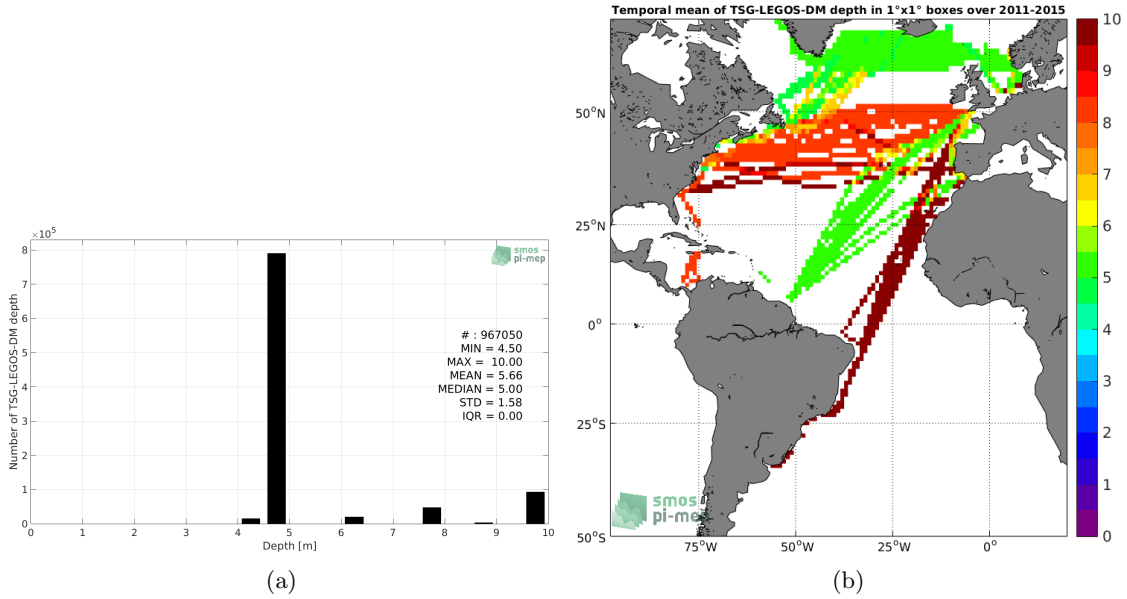 Temporal mean of TSG-LEGOS-DM depth in 1°x1° boxes over 2011-2015
×10⁵
8
7
6
5
4
3
2
1
0
Number of TSG-LEGOS-DM depth
smos
pi-mep
# : 967050
MIN = 4.50
MAX = 10.00
MEAN = 5.66
MEDIAN = 5.00
STD = 1.58
IQR = 0.00
0 1 2 3 4 5 6 7 8 9 10
Depth [m]
(a)
50°N
25°N
0°
25°S
50°S
75°W 50°W 25°W 0°
smos
pi-mep
10
9
8
7
6
5
4
3
2
1
0
(b)